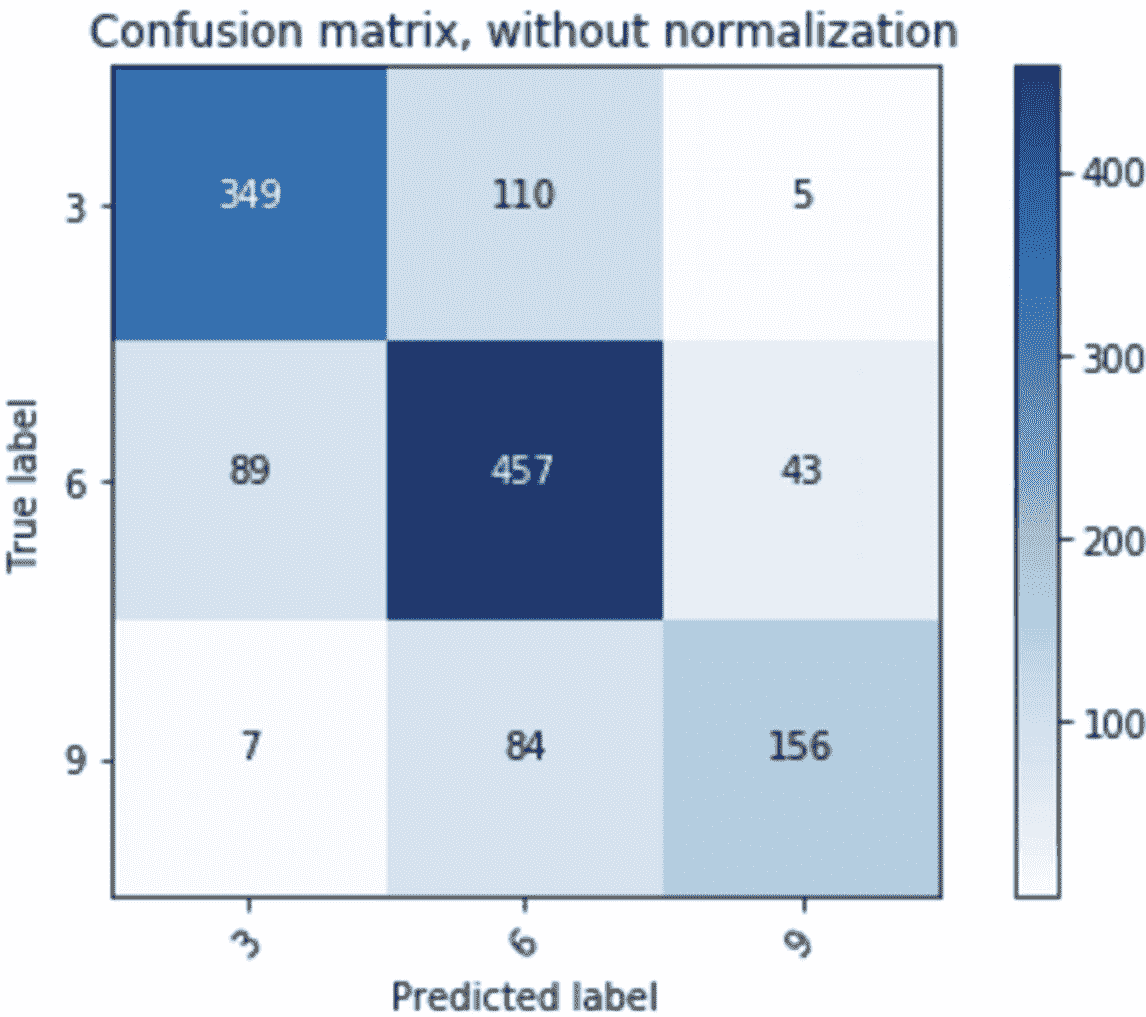 Confusion matrix, without normalization
3 349 110 5
6 89 457 43
9 7 84 156
3 6 9
True label
Predicted label
400
300
200
100